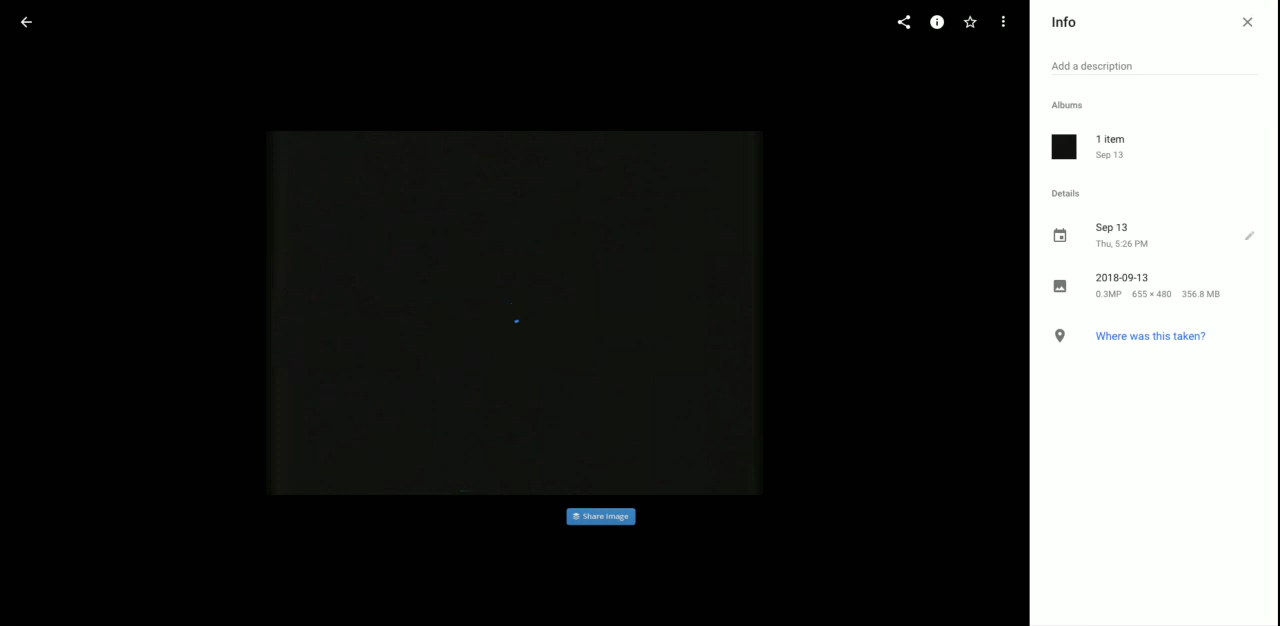 Info
Add a description
Albums
1 item
Sep 13
Details
Sep 13
Thu, 5:26 PM
2018-09-13
0.3MP 655 × 480 356.8 MB
Where was this taken?
Share Image